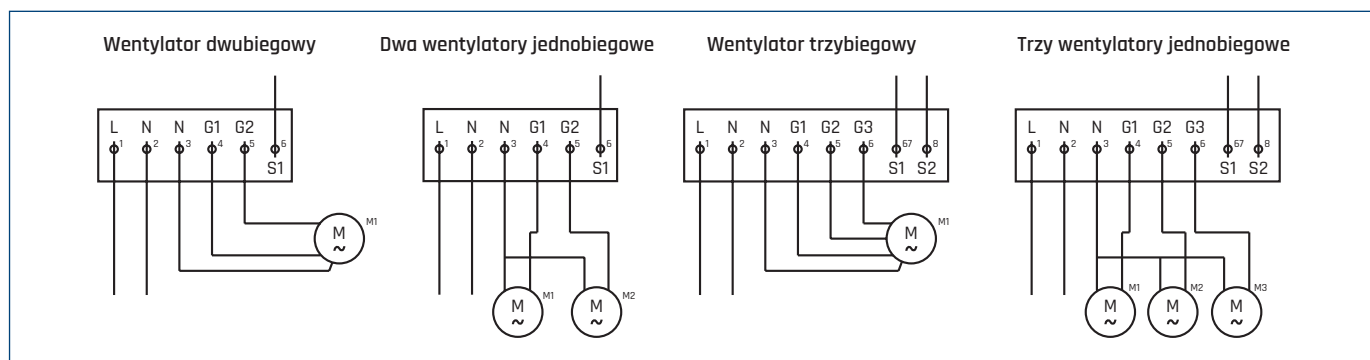 Wentylator dwubiegowy
L N N G1 G2
1 2 3 4 5 6
S1
M
~
M1
Dwa wentylatory jednobiegowe
L N N G1 G2
1 2 3 4 5 6
S1
M
~
M1
M
~
M2
Wentylator trzybiegowy
L N N G1 G2 G3
1 2 3 4 5 6 67 8
S1 S2
M
~
M1
Trzy wentylatory jednobiegowe
L N N G1 G2 G3
1 2 3 4 5 6 67 8
S1 S2
M
~
M1
M
~
M2
M
~
M3